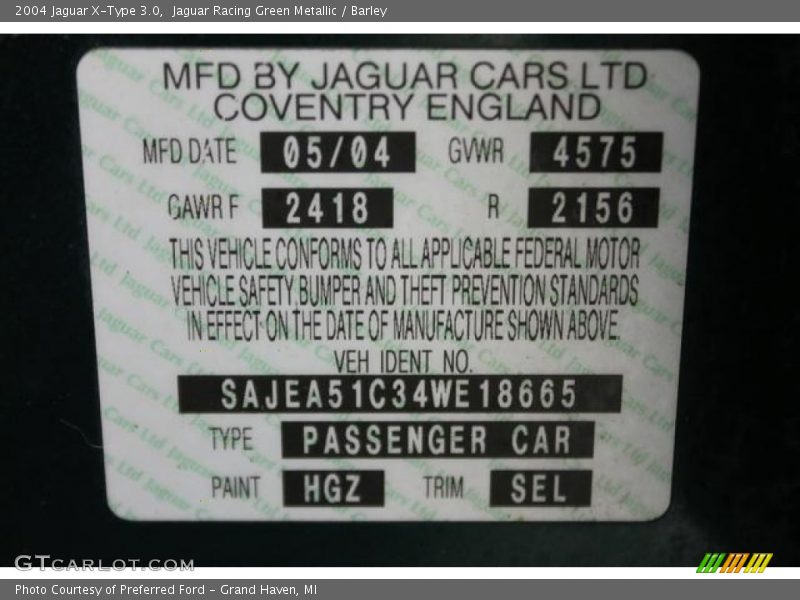 2004 Jaguar X-Type 3.0,  Jaguar Racing Green Metallic / Barley
MFD BY JAGUAR CARS LTD
COVENTRY ENGLAND
MFD DATE 05/04 GVWR 4575
GAWR F 2418 R 2156
THIS VEHICLE CONFORMS TO ALL APPLICABLE FEDERAL MOTOR
VEHICLE SAFETY, BUMPER AND THEFT PREVENTION STANDARDS
IN EFFECT ON THE DATE OF MANUFACTURE SHOWN ABOVE.
VEH IDENT NO.
SAJEA51C34WE18665
TYPE PASSENGER CAR
PAINT HGZ TRIM SEL
GTCARLOT.COM
Photo Courtesy of Preferred Ford - Grand Haven, MI